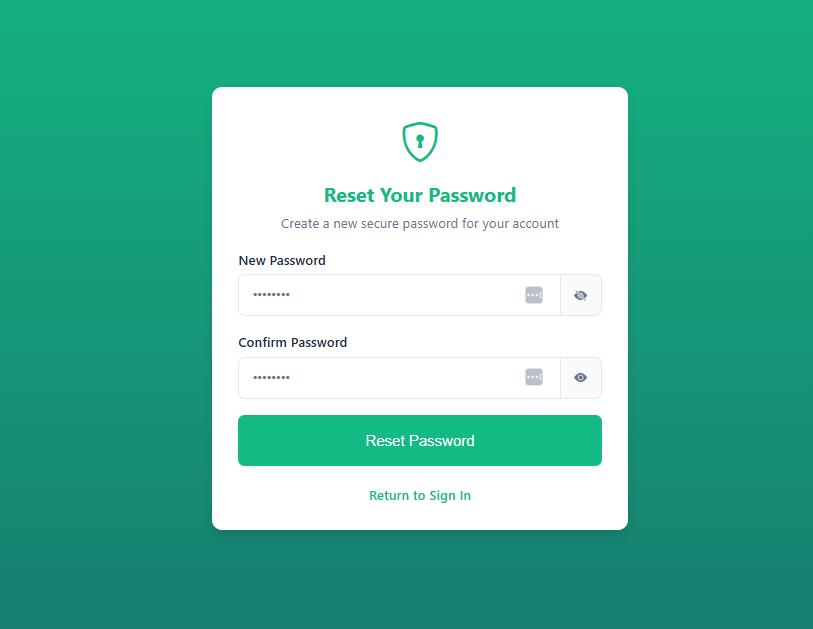 Reset Your Password
Create a new secure password for your account
New Password
••••••••
Confirm Password
••••••••
Reset Password
Return to Sign In